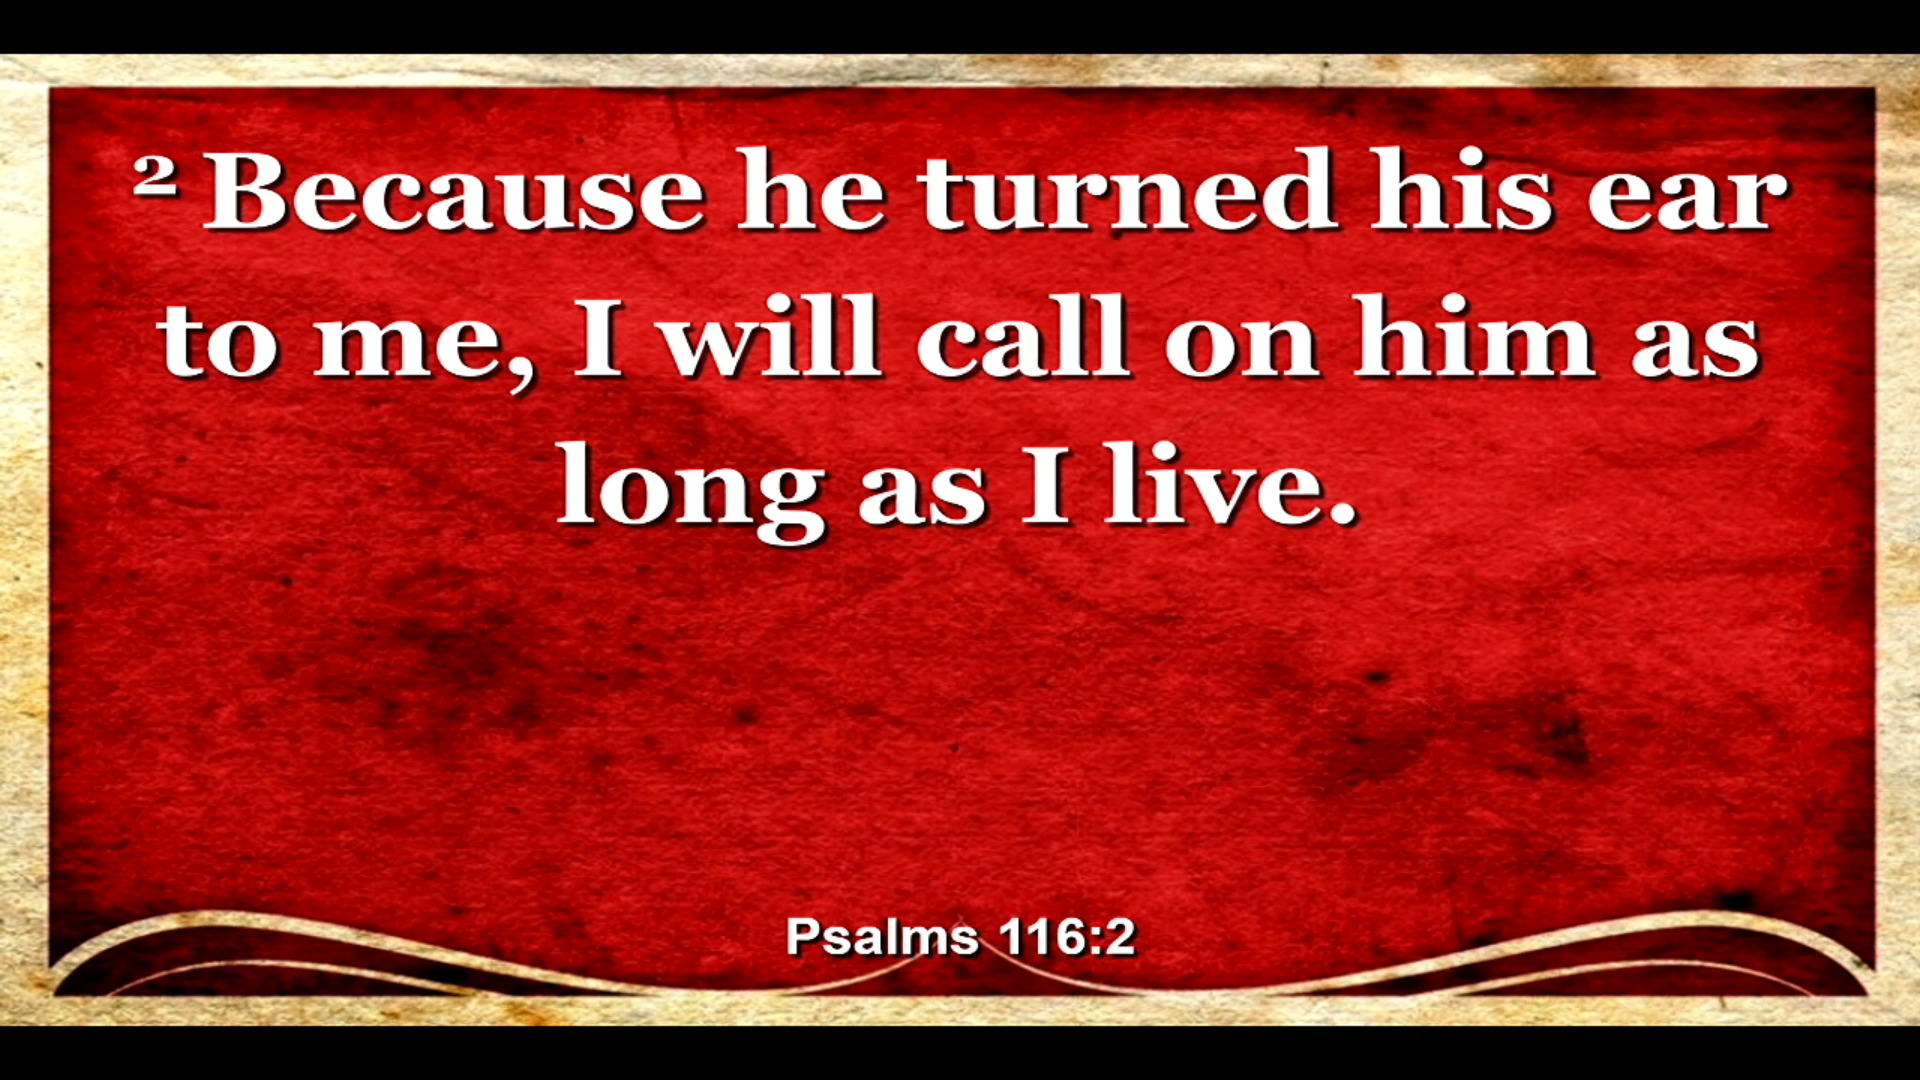 2 Because he turned his ear
to me, I will call on him as
long as I live.
Psalms 116:2